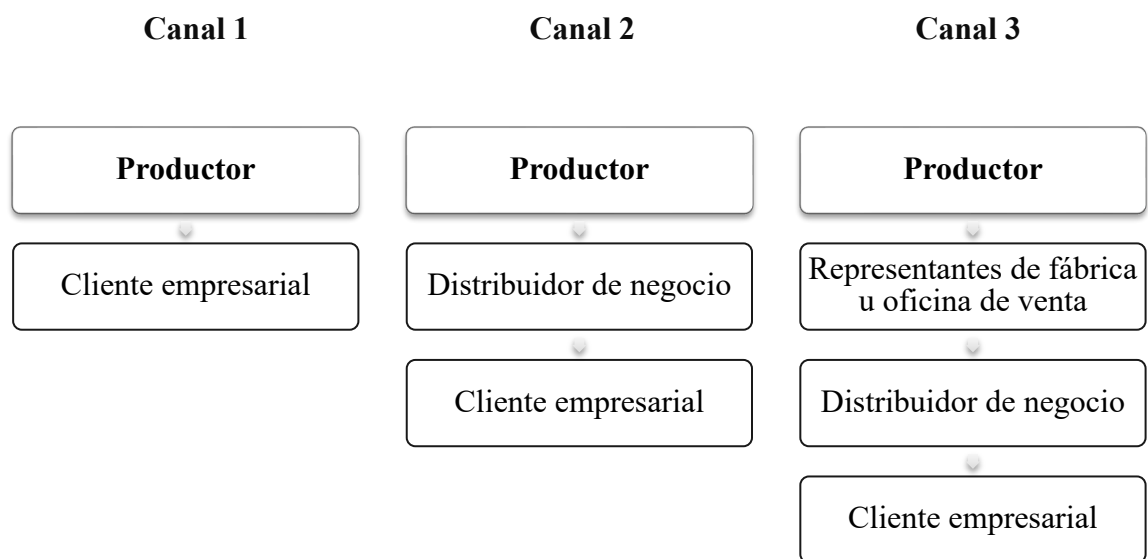 Canal 1
Canal 2
Canal 3
Productor
Productor
Productor
Cliente empresarial
Distribuidor de negocio
Representantes de fábrica
u oficina de venta
Cliente empresarial
Distribuidor de negocio
Cliente empresarial